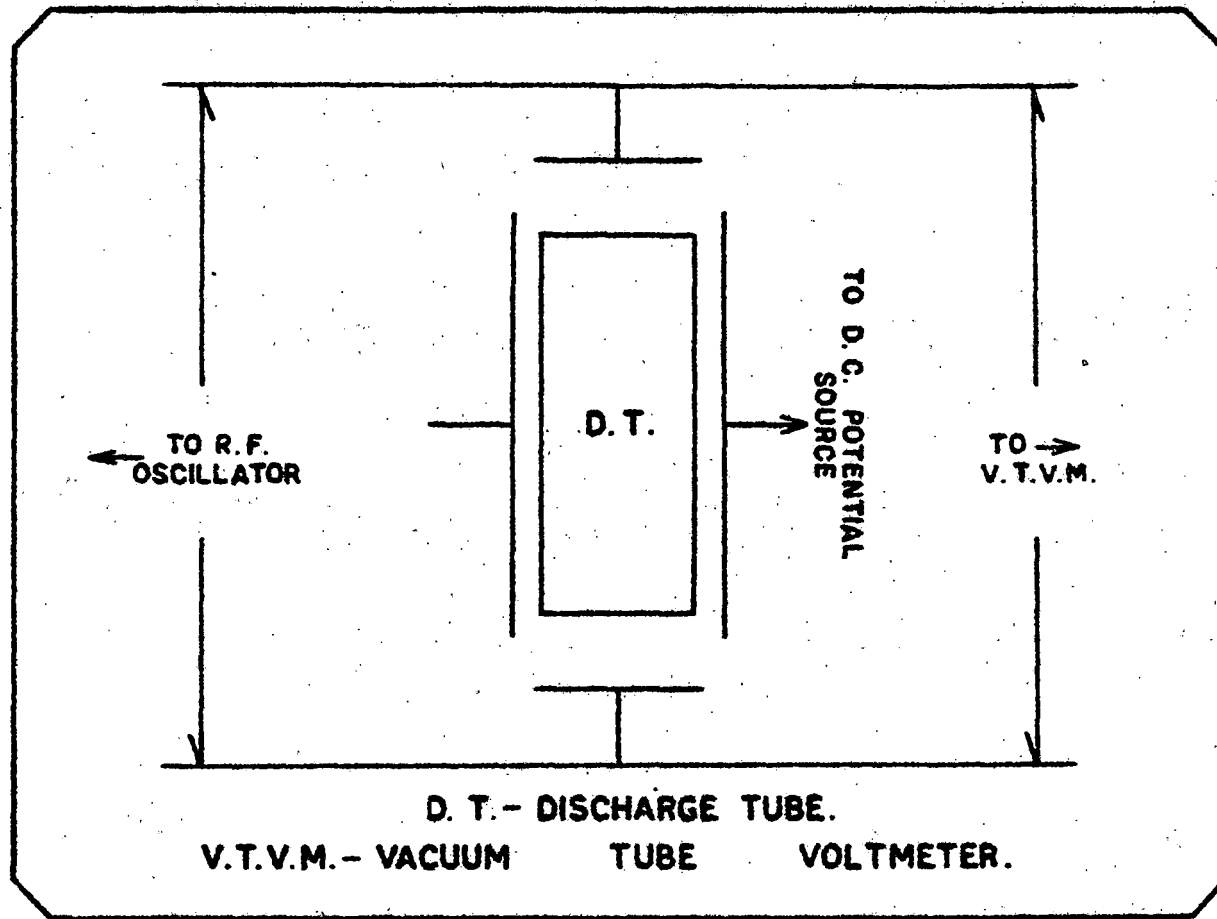 TO R.F.
OSCILLATOR
D.T.
TO D.C. POTENTIAL
SOURCE
TO
V.T.V.M.
D.T.- DISCHARGE TUBE.
V.T.V.M.- VACUUM TUBE VOLTMETER.